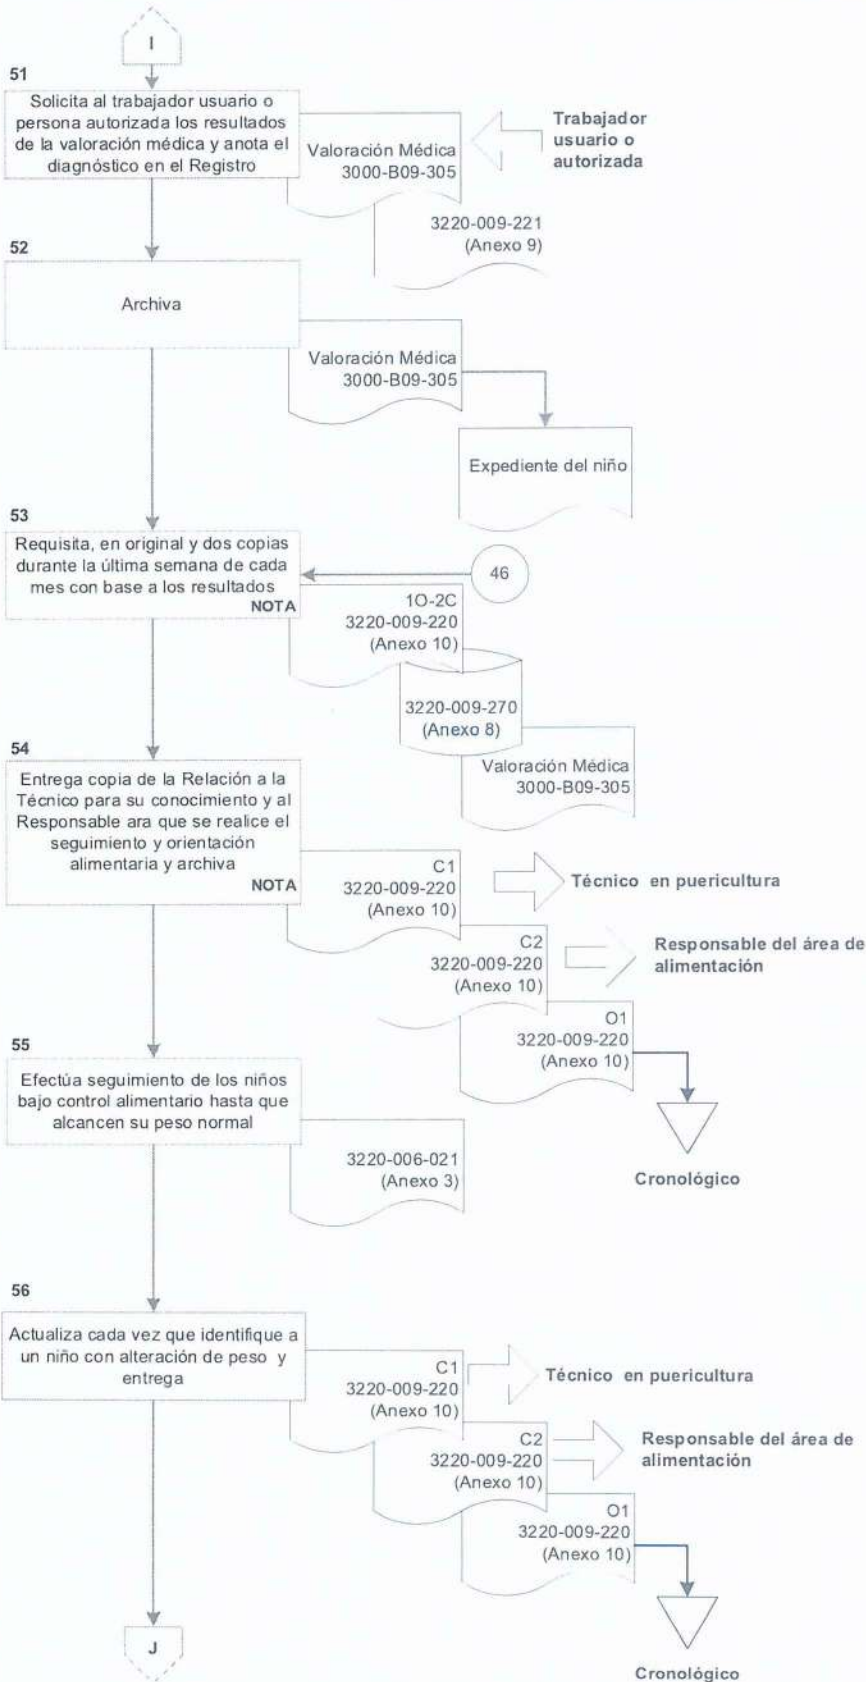 I
51
Solicita al trabajador usuario o
persona autorizada los resultados
de la valoración médica y anota el
diagnóstico en el Registro
Valoración Médica
3000-B09-305
Trabajador
usuario o
autorizada
3220-009-221
(Anexo 9)
52
Archiva
Valoración Médica
3000-B09-305
Expediente del niño
53
Requisita, en original y dos copias
durante la última semana de cada
mes con base a los resultados
NOTA
46
1O-2C
3220-009-220
(Anexo 10)
3220-009-270
(Anexo 8)
Valoración Médica
3000-B09-305
54
Entrega copia de la Relación a la
Técnico para su conocimiento y al
Responsable ara que se realice el
seguimiento y orientación
alimentaria y archiva
NOTA
C1
3220-009-220
(Anexo 10)
Técnico en puericultura
C2
3220-009-220
(Anexo 10)
Responsable del área de
alimentación
O1
3220-009-220
(Anexo 10)
Cronológico
55
Efectúa seguimiento de los niños
bajo control alimentario hasta que
alcancen su peso normal
3220-006-021
(Anexo 3)
56
Actualiza cada vez que identifique a
un niño con alteración de peso y
entrega
C1
3220-009-220
(Anexo 10)
Técnico en puericultura
C2
3220-009-220
(Anexo 10)
Responsable del área de
alimentación
O1
3220-009-220
(Anexo 10)
Cronológico
J